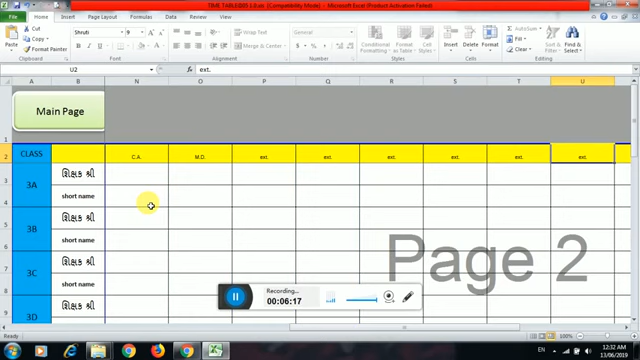 TIME TABLE(GSS 2.0.xls [Compatibility Mode] - Microsoft Excel (Product Activation Failed)
File Home Insert Page Layout Formulas Data Review View
Cut
Copy
Format Painter
Clipboard
Shruti 9
Font
Wrap Text
Merge & Center
Alignment
General
Number
Conditional Formatting
Format as Table
Cell Styles
Styles
Insert Delete Format
Cells
AutoSum
Fill
Clear
Sort & Filter
Find & Select
Editing
U2 ext.
A B N O P Q R S T U
Main Page
CLASS C.A. M.D. ext. ext. ext. ext. ext. ext.
3A શિક્ષક શ્રી
short name
3B શિક્ષક શ્રી
short name
3C શિક્ષક શ્રી
short name
3D શિક્ષક શ્રી
1
2
3
4
5
6
7
8
9
Page 2
Recording...
00:06:17
Ready
100%
EN
12:32 AM
13/06/2019